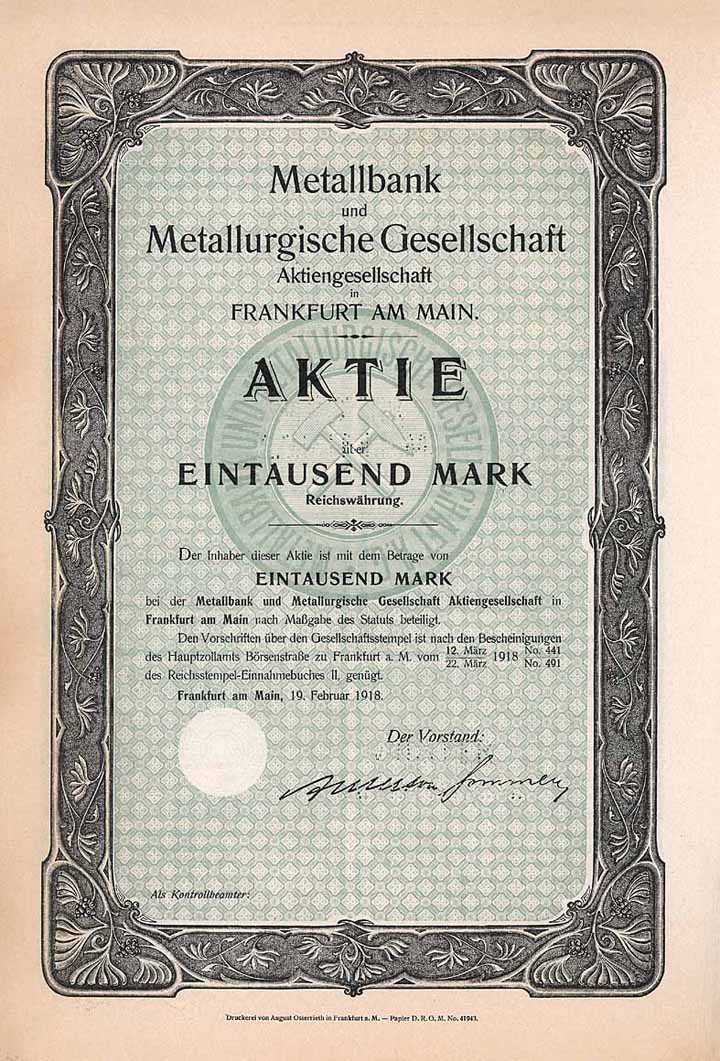 Metallbank
und
Metallurgische Gesellschaft
Aktiengesellschaft
in
FRANKFURT AM MAIN.
AKTIE
über
EINTAUSEND MARK
Reichswährung.
Der Inhaber dieser Aktie ist mit dem Betrage von
EINTAUSEND MARK
bei der Metallbank und Metallurgische Gesellschaft Aktiengesellschaft in
Frankfurt am Main nach Maßgabe des Statuts beteiligt.
Den Vorschriften über den Gesellschaftsstempel ist nach den Bescheinigungen
des Hauptzollamts Börsenstraße zu Frankfurt a. M. vom 12. März 22. März 1918 No. 441 No. 491
des Reichsstempel-Einnahmebuches II, genügt.
Frankfurt am Main, 19. Februar 1918.
Der Vorstand:
Als Kontrollbeamter:
Druckerei von August Osterrieth in Frankfurt a. M. — Papier D. R. O. M. No. 41943.